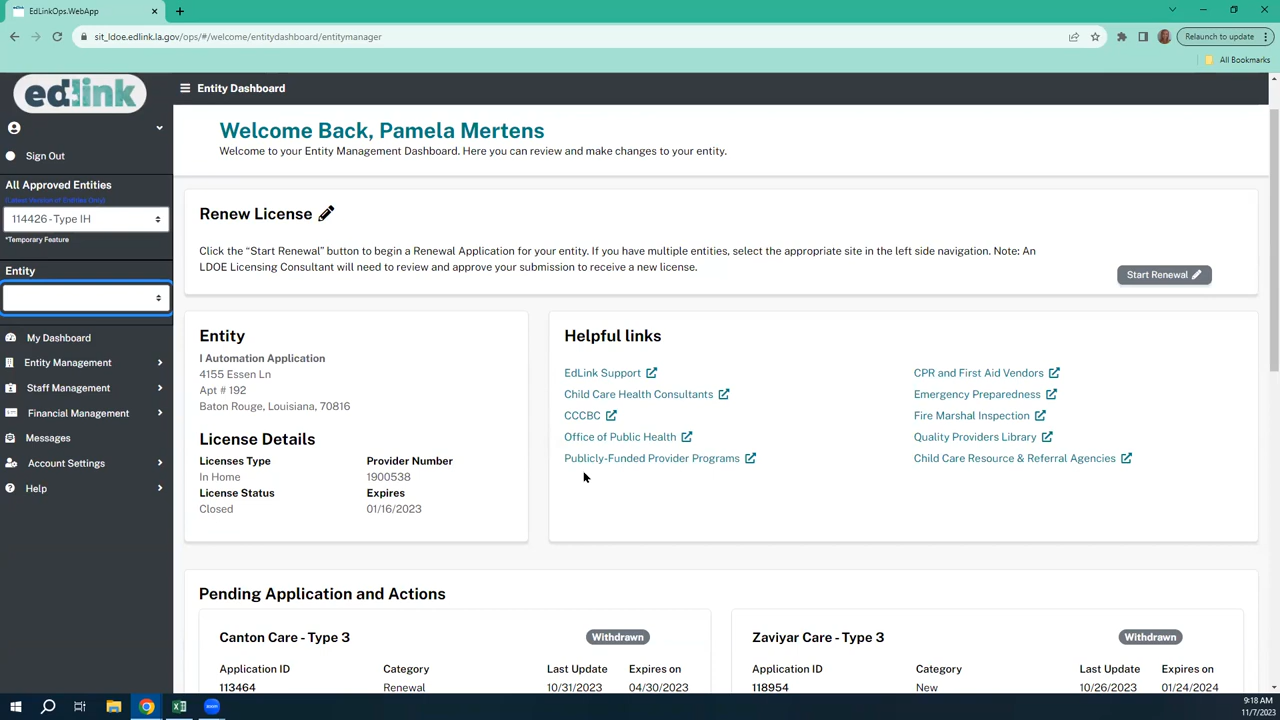 EdLinkOps.WebApp
sit_ldoe.edlink.la.gov/ops/#/welcome/entitydashboard/entitymanager
Relaunch to update
All Bookmarks
edlink
Entity Dashboard
Sign Out
All Approved Entities
(Latest Version of Entities Only)
114426 - Type IH
*Temporary Feature
Entity
My Dashboard
Entity Management
Staff Management
Financial Management
Messages
Account Settings
Help
Welcome Back, Pamela Mertens
Welcome to your Entity Management Dashboard. Here you can review and make changes to your entity.
Renew License
Click the “Start Renewal” button to begin a Renewal Application for your entity. If you have multiple entities, select the appropriate site in the left side navigation. Note: An
LDOE Licensing Consultant will need to review and approve your submission to receive a new license.
Start Renewal
Entity
I Automation Application
4155 Essen Ln
Apt # 192
Baton Rouge, Louisiana, 70816
License Details
Licenses Type Provider Number
In Home 1900538
License Status Expires
Closed 01/16/2023
Helpful links
EdLink Support CPR and First Aid Vendors
Child Care Health Consultants Emergency Preparedness
CCCBC Fire Marshal Inspection
Office of Public Health Quality Providers Library
Publicly-Funded Provider Programs Child Care Resource & Referral Agencies
Pending Application and Actions
Canton Care - Type 3 Withdrawn
Application ID Category Last Update Expires on
113464 Renewal 10/31/2023 04/30/2023
Zaviyar Care - Type 3 Withdrawn
Application ID Category Last Update Expires on
118954 New 10/26/2023 01/24/2024
9:18 AM
11/7/2023